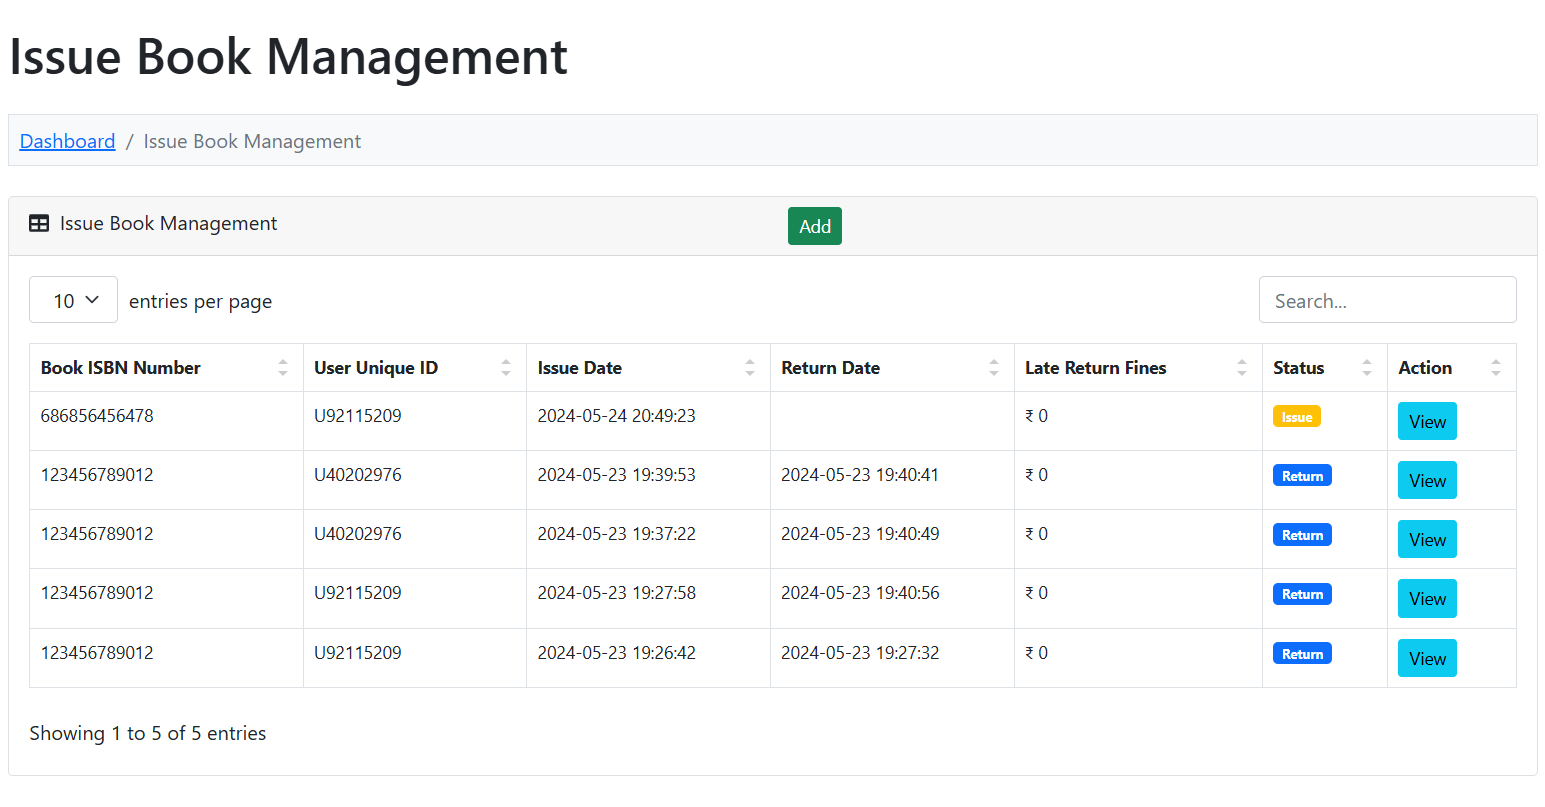 Issue Book Management
Dashboard / Issue Book Management
Issue Book Management Add
10 entries per page Search...
Book ISBN Number User Unique ID Issue Date Return Date Late Return Fines Status Action
686856456478 U92115209 2024-05-24 20:49:23 ₹ 0 Issue View
123456789012 U40202976 2024-05-23 19:39:53 2024-05-23 19:40:41 ₹ 0 Return View
123456789012 U40202976 2024-05-23 19:37:22 2024-05-23 19:40:49 ₹ 0 Return View
123456789012 U92115209 2024-05-23 19:27:58 2024-05-23 19:40:56 ₹ 0 Return View
123456789012 U92115209 2024-05-23 19:26:42 2024-05-23 19:27:32 ₹ 0 Return View
Showing 1 to 5 of 5 entries